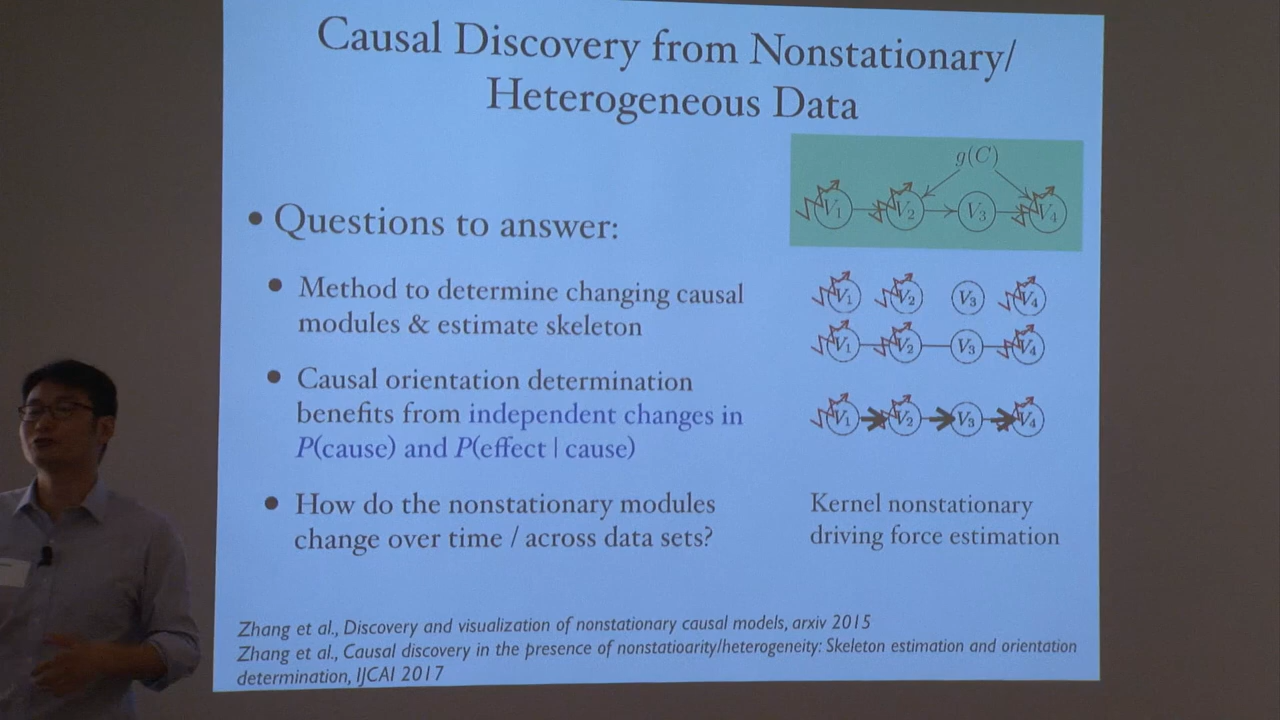 Causal Discovery from Nonstationary/
Heterogeneous Data
g(C)
V₁ V₂ V₃ V₄
• Questions to answer:
• Method to determine changing causal
modules & estimate skeleton
V₁ V₂ V₃ V₄
V₁ V₂ V₃ V₄
• Causal orientation determination
benefits from independent changes in
P(cause) and P(effect | cause)
V₁ V₂ V₃ V₄
• How do the nonstationary modules
change over time / across data sets?
Kernel nonstationary
driving force estimation
Zhang et al., Discovery and visualization of nonstationary causal models, arxiv 2015
Zhang et al., Causal discovery in the presence of nonstatioarity/heterogeneity: Skeleton estimation and orientation
determination, IJCAI 2017